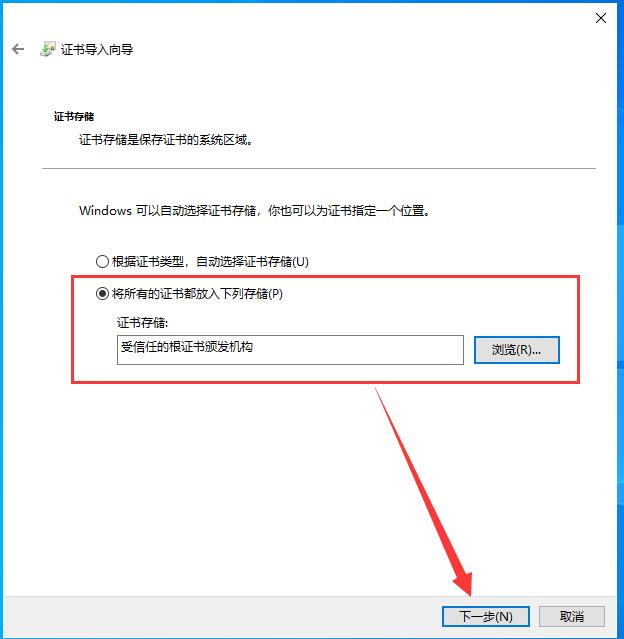 证书导入向导
证书存储
证书存储是保存证书的系统区域。
Windows 可以自动选择证书存储，你也可以为证书指定一个位置。
根据证书类型，自动选择证书存储(U)
将所有的证书都放入下列存储(P)
证书存储:
受信任的根证书颁发机构
浏览(R)...
下一步(N)
取消